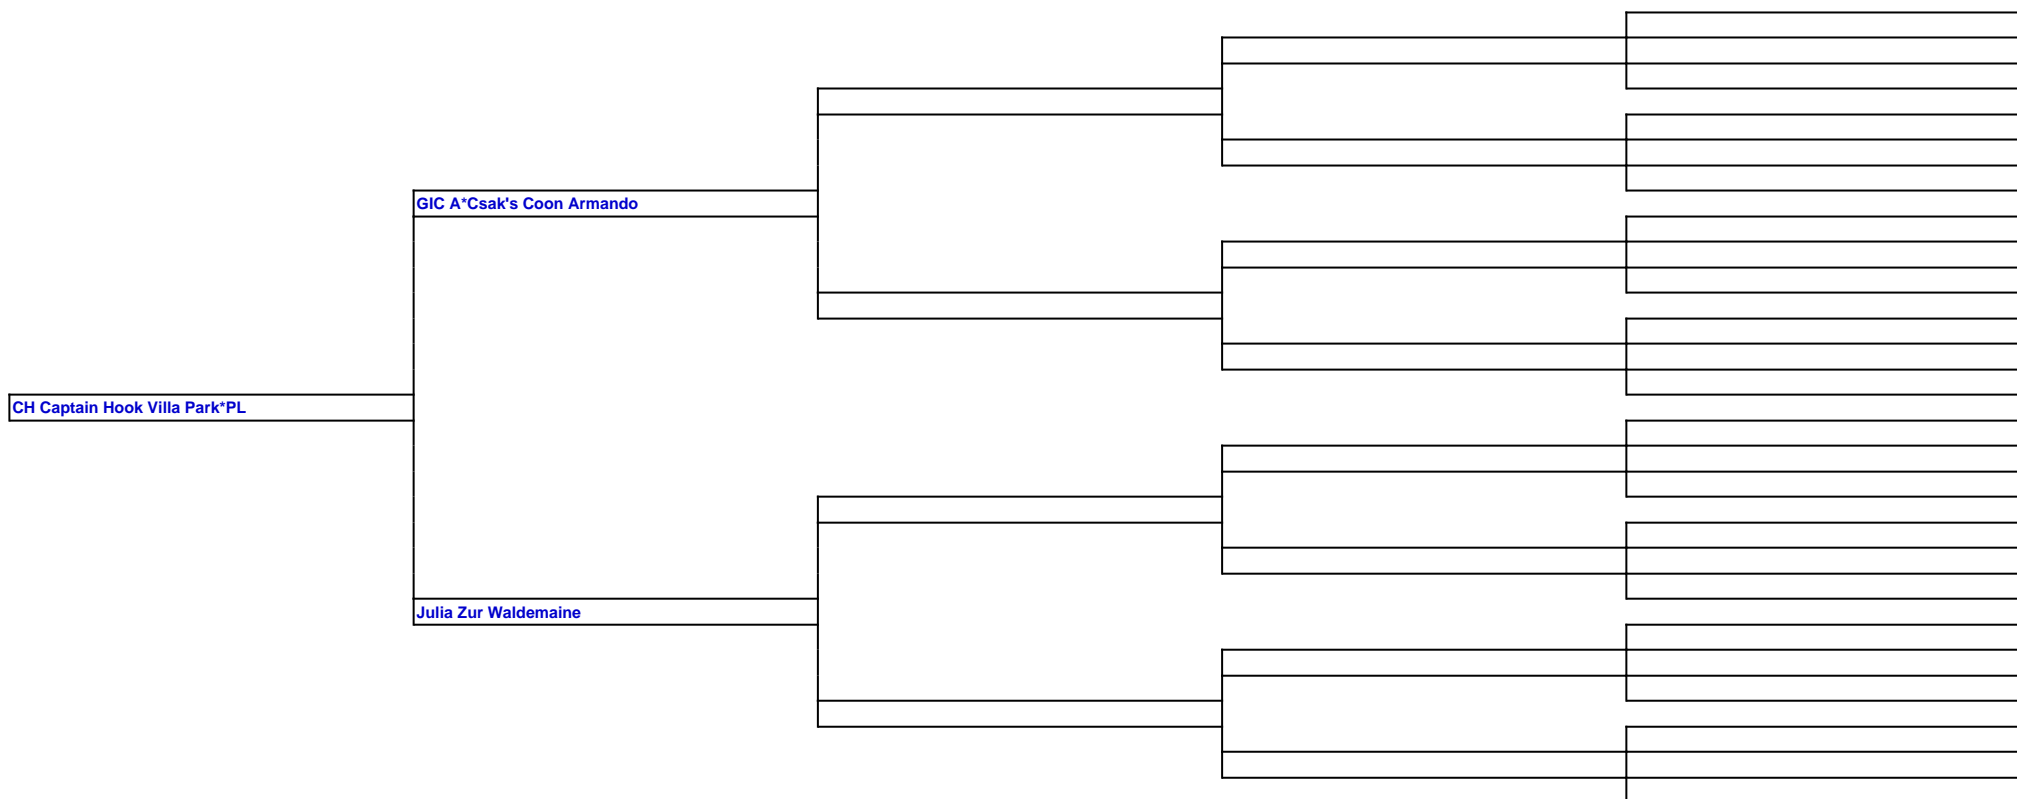 GIC A*Csak's Coon Armando
CH Captain Hook Villa Park*PL
Julia Zur Waldemaine